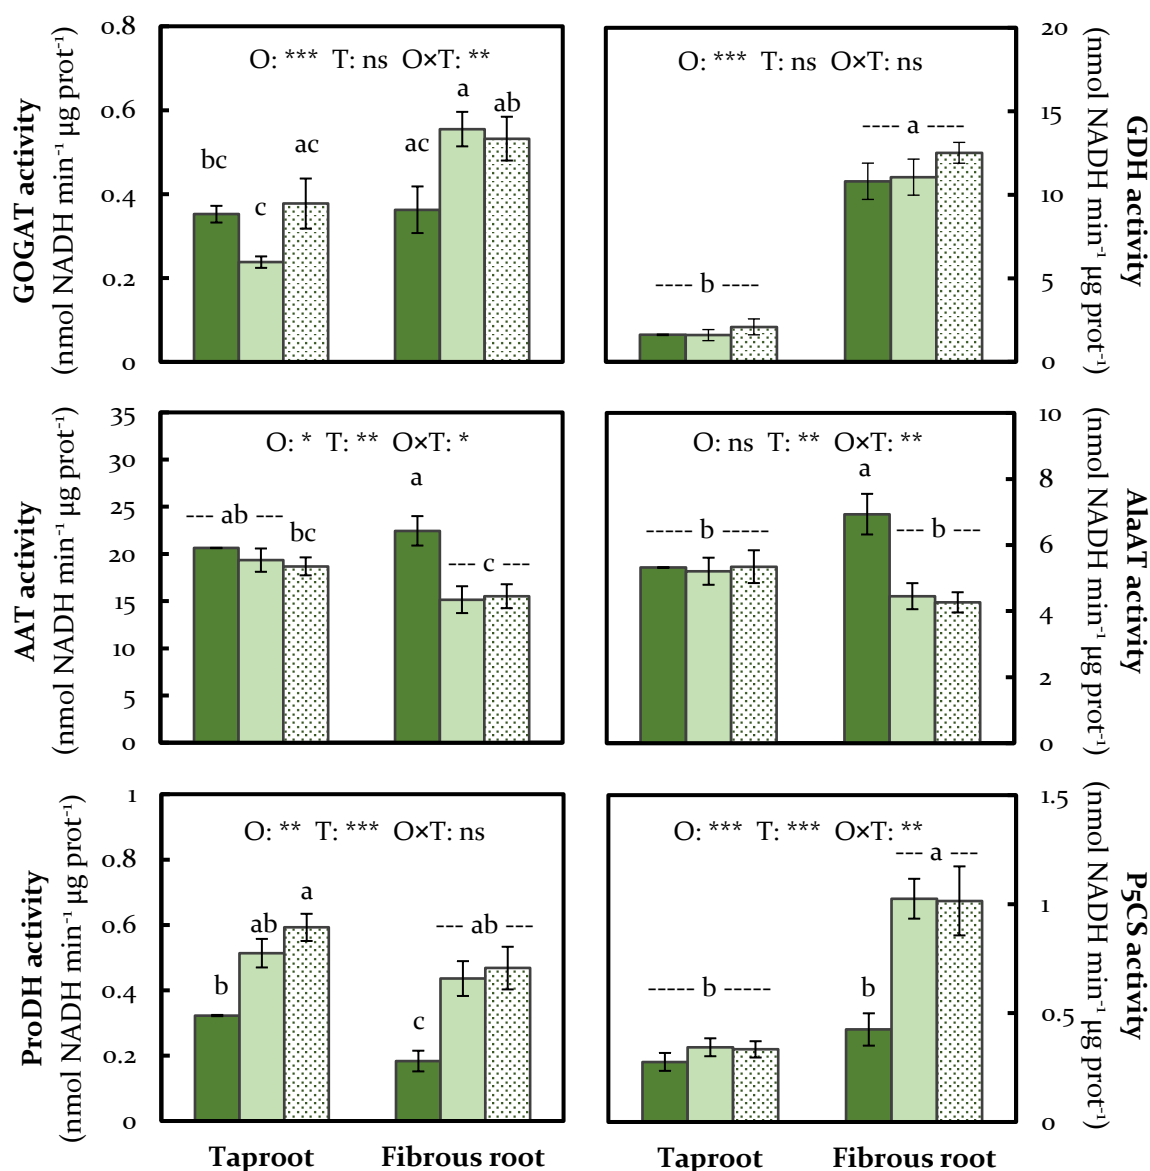 GOGAT activity
(nmol NADH min⁻¹ µg prot⁻¹)
0.8
0.6
0.4
0.2
0
O: *** T: ns O×T: **
bc
c
ac
ac
a
ab
O: *** T: ns O×T: ns
---- b ----
---- a ----
20
15
10
5
0
GDH activity
(nmol NADH min⁻¹ µg prot⁻¹)
AAT activity
(nmol NADH min⁻¹ µg prot⁻¹)
35
30
25
20
15
10
5
0
O: * T: ** O×T: *
-- ab ----
bc
a
--- c ---
O: ns T: ** O×T: **
----- b -----
a
--- b ---
10
8
6
4
2
0
AlaAT activity
(nmol NADH min⁻¹ µg prot⁻¹)
ProDH activity
(nmol NADH min⁻¹ µg prot⁻¹)
1
0.8
0.6
0.4
0.2
0
O: ** T: *** O×T: ns
b
ab
a
c
--- ab ---
O: *** T: *** O×T: **
----- b -----
b
--- a ---
1.5
1
0.5
0
P5CS activity
(nmol NADH min⁻¹ µg prot⁻¹)
Taproot Fibrous root
Taproot Fibrous root